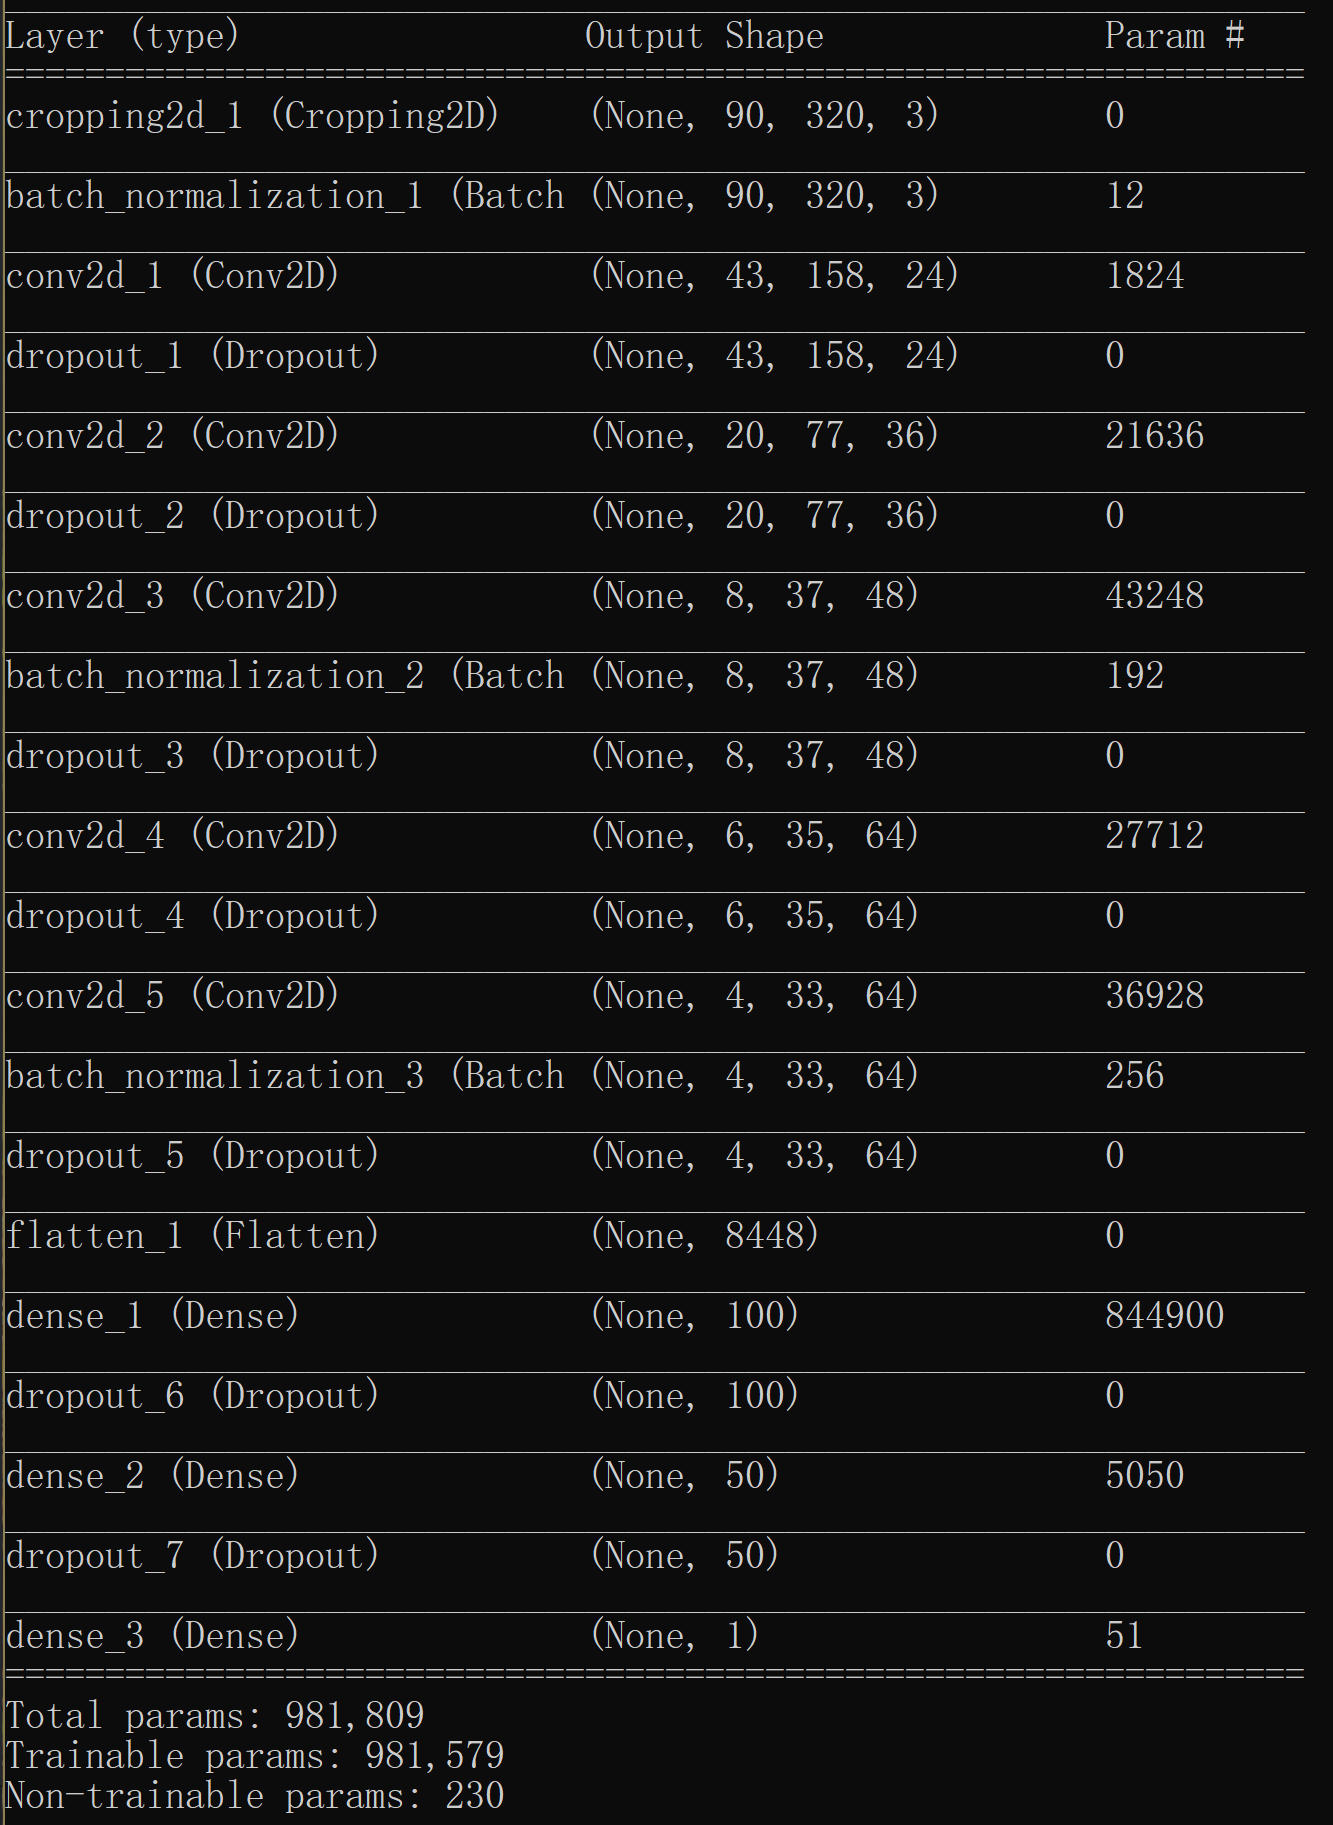 Layer (type) Output Shape Param #
=================================================================
cropping2d_1 (Cropping2D) (None, 90, 320, 3) 0
batch_normalization_1 (Batch (None, 90, 320, 3) 12
conv2d_1 (Conv2D) (None, 43, 158, 24) 1824
dropout_1 (Dropout) (None, 43, 158, 24) 0
conv2d_2 (Conv2D) (None, 20, 77, 36) 21636
dropout_2 (Dropout) (None, 20, 77, 36) 0
conv2d_3 (Conv2D) (None, 8, 37, 48) 43248
batch_normalization_2 (Batch (None, 8, 37, 48) 192
dropout_3 (Dropout) (None, 8, 37, 48) 0
conv2d_4 (Conv2D) (None, 6, 35, 64) 27712
dropout_4 (Dropout) (None, 6, 35, 64) 0
conv2d_5 (Conv2D) (None, 4, 33, 64) 36928
batch_normalization_3 (Batch (None, 4, 33, 64) 256
dropout_5 (Dropout) (None, 4, 33, 64) 0
flatten_1 (Flatten) (None, 8448) 0
dense_1 (Dense) (None, 100) 844900
dropout_6 (Dropout) (None, 100) 0
dense_2 (Dense) (None, 50) 5050
dropout_7 (Dropout) (None, 50) 0
dense_3 (Dense) (None, 1) 51
=================================================================
Total params: 981,809
Trainable params: 981,579
Non-trainable params: 230